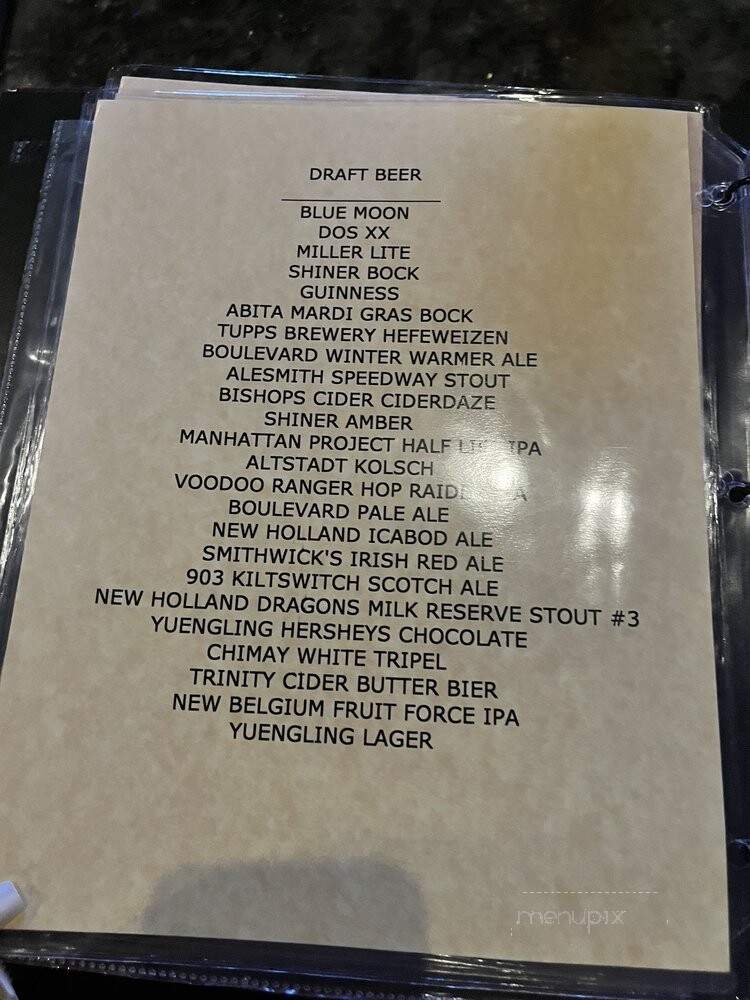 DRAFT BEER
BLUE MOON
DOS XX
MILLER LITE
SHINER BOCK
GUINNESS
ABITA MARDI GRAS BOCK
TUPPS BREWERY HEFEWEIZEN
BOULEVARD WINTER WARMER ALE
ALESMITH SPEEDWAY STOUT
BISHOPS CIDER CIDERDAZE
SHINER AMBER
MANHATTAN PROJECT HALF IPA
ALTSTADT KOLSCH
VOODOO RANGER HOP
BOULEVARD PALE ALE
NEW HOLLAND ICABOD ALE
SMITHWICK'S IRISH RED ALE
903 KILTSWITCH SCOTCH ALE
NEW HOLLAND DRAGONS MILK RESERVE STOUT #3
YUENGLING HERSHEYS CHOCOLATE
CHIMAY WHITE TRIPEL
TRINITY CIDER BUTTER BIER
NEW BELGIUM FRUIT FORCE IPA
YUENGLING LAGER
menupix